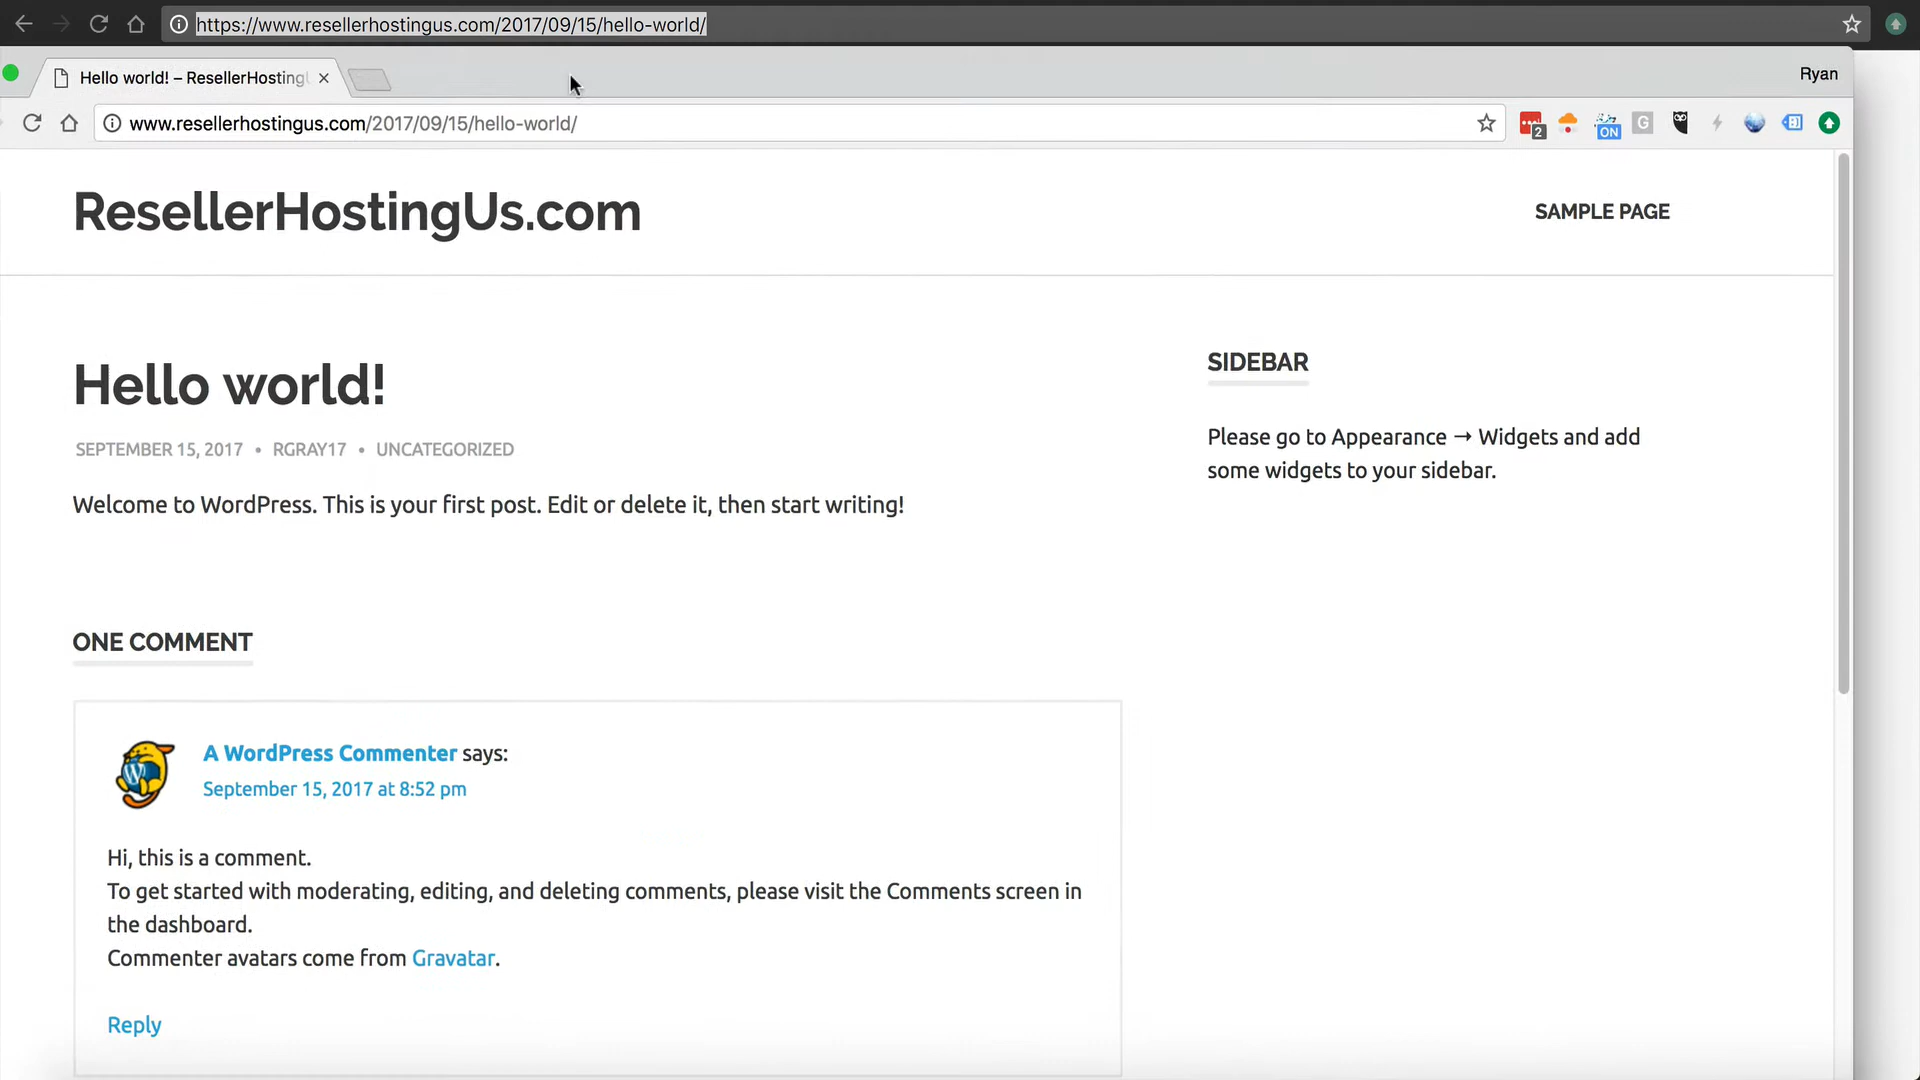 https://www.resellerhostingus.com/2017/09/15/hello-world/
Hello world! – ResellerHosting
Ryan
www.resellerhostingus.com/2017/09/15/hello-world/
2
ON
G
ResellerHostingUs.com
SAMPLE PAGE
Hello world!
SEPTEMBER 15, 2017 • RGRAY17 • UNCATEGORIZED
Welcome to WordPress. This is your first post. Edit or delete it, then start writing!
SIDEBAR
Please go to Appearance → Widgets and add
some widgets to your sidebar.
ONE COMMENT
A WordPress Commenter says:
September 15, 2017 at 8:52 pm
Hi, this is a comment.
To get started with moderating, editing, and deleting comments, please visit the Comments screen in
the dashboard.
Commenter avatars come from Gravatar.
Reply